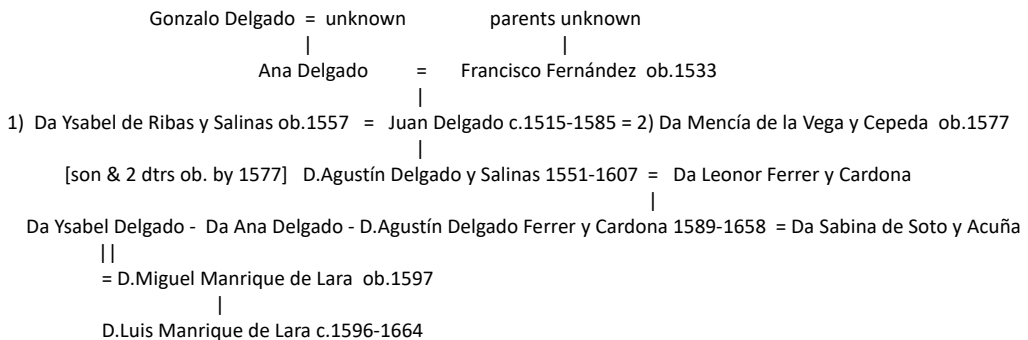 Gonzalo Delgado = unknown parents unknown
| |
Ana Delgado = Francisco Fernández ob.1533
|
1) Da Ysabel de Ribas y Salinas ob.1557 = Juan Delgado c.1515-1585 = 2) Da Mencía de la Vega y Cepeda ob.1577
|
[son & 2 dtrs ob. by 1577] D.Agustín Delgado y Salinas 1551-1607 = Da Leonor Ferrer y Cardona
|
Da Ysabel Delgado - Da Ana Delgado - D.Agustín Delgado Ferrer y Cardona 1589-1658 = Da Sabina de Soto y Acuña
||
= D.Miguel Manrique de Lara ob.1597
|
D.Luis Manrique de Lara c.1596-1664